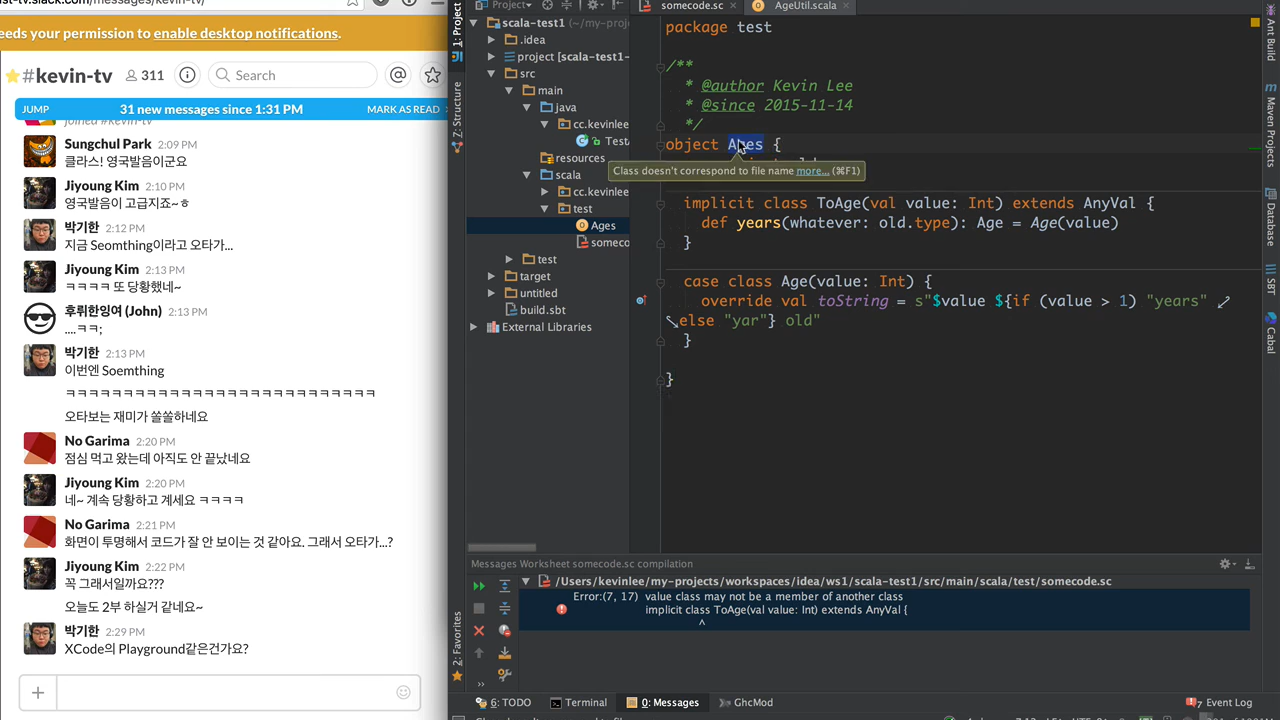 st-tv.slack.com/messages/kevin-tv/
eeds your permission to enable desktop notifications.
#kevin-tv 311 Search
JUMP 31 new messages since 1:31 PM MARK AS READ
joined #kevin-tv
Sungchul Park 2:09 PM
클라스! 영국발음이군요
Jiyoung Kim 2:10 PM
영국발음이 고급지죠~ㅎ
박기한 2:12 PM
지금 Seomthing이라고 오타가...
Jiyoung Kim 2:13 PM
ㅋㅋㅋㅋ 또 당황했네~
후뤼한잉여 (John) 2:13 PM
....ㅋㅋ;
박기한 2:13 PM
이번엔 Soemthing
ㅋㅋㅋㅋㅋㅋㅋㅋㅋㅋㅋㅋㅋㅋㅋㅋㅋㅋㅋㅋㅋㅋㅋㅋㅋ
오타보는 재미가 쏠쏠하네요
No Garima 2:20 PM
점심 먹고 왔는데 아직도 안 끝났네요
Jiyoung Kim 2:20 PM
네~ 계속 당황하고 계세요 ㅋㅋㅋㅋ
No Garima 2:21 PM
화면이 투명해서 코드가 잘 안 보이는 것 같아요. 그래서 오타가...?
Jiyoung Kim 2:22 PM
꼭 그래서일까요???
오늘도 2부 하실거 같네요~
박기한 2:29 PM
XCode의 Playground같은건가요?
1: Project
Z: Structure
2: Favorites
Project
scala-test1 (~/my-pro
.idea
project [scala-test1-
src
main
java
cc.kevinlee
Test
resources
scala
cc.kevinlee
test
Ages
someco
test
target
untitled
build.sbt
External Libraries
somecode.sc AgeUtil.scala
package test
/**
* @author Kevin Lee
* @since 2015-11-14
*/
object Ages {
Class doesn't correspond to file name more... (⌘F1)
implicit class ToAge(val value: Int) extends AnyVal {
def years(whatever: old.type): Age = Age(value)
}
case class Age(value: Int) {
override val toString = s"$value ${if (value > 1) "years"
else "yar"} old"
}
}
Ant Build
Maven Projects
Database
SBT
Cabal
Messages Worksheet somecode.sc compilation
/Users/kevinlee/my-projects/workspaces/idea/ws1/scala-test1/src/main/scala/test/somecode.sc
Error:(7, 17) value class may not be a member of another class
implicit class ToAge(val value: Int) extends AnyVal {
^
6: TODO Terminal 0: Messages GhcMod Event Log